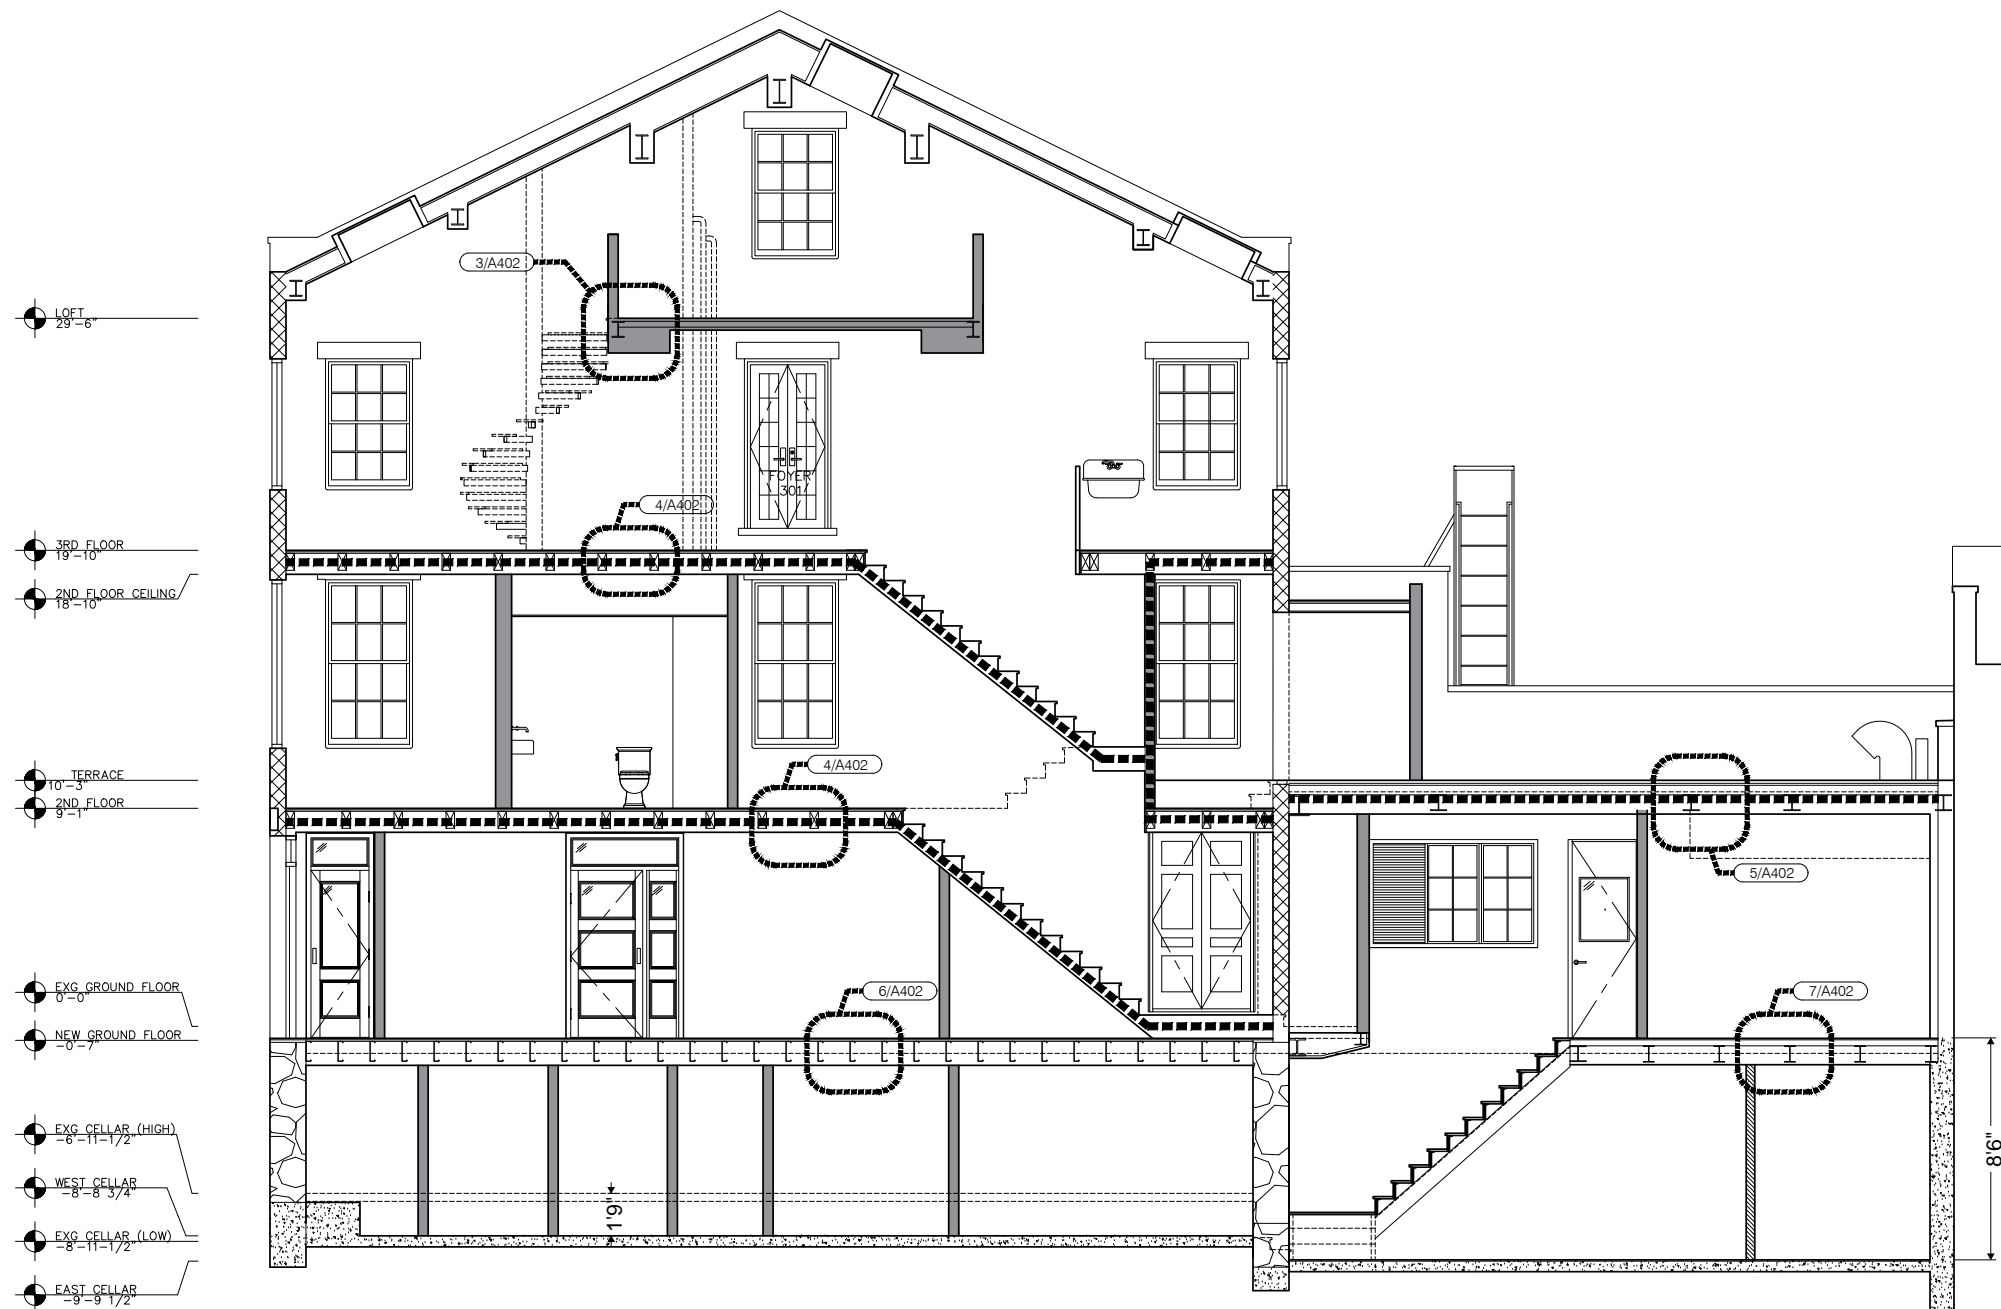 3/A402
LOFT
29'-6"
FOYER
301
4/A402
3RD FLOOR
19'-10"
2ND FLOOR CEILING
18'-10"
4/A402
TERRACE
10'-3"
2ND FLOOR
9'-1"
5/A402
6/A402
7/A402
EXG GROUND FLOOR
0'-0"
NEW GROUND FLOOR
-0'-7"
EXG CELLAR (HIGH)
-6'-11-1/2"
8'6"
WEST CELLAR
-8'-8 3/4"
1'9"
EXG CELLAR (LOW)
-8'-11-1/2"
EAST CELLAR
-9'-9 1/2"